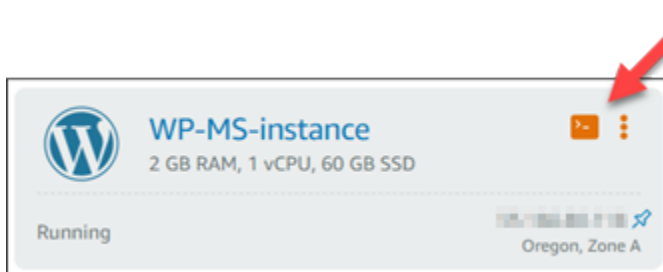 WP-MS-instance
2 GB RAM, 1 vCPU, 60 GB SSD
Running
Oregon, Zone A